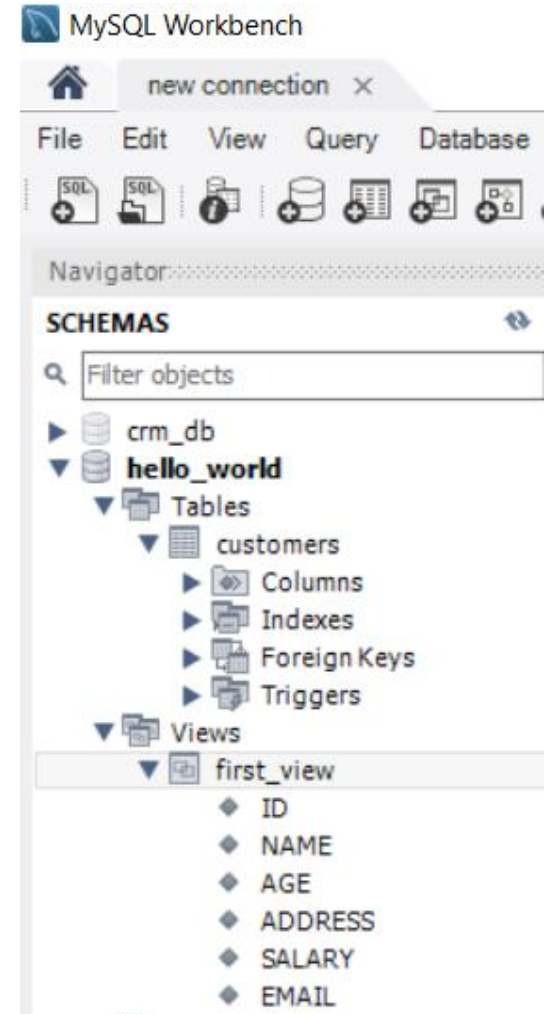 MySQL Workbench
new connection ×
File Edit View Query Database
SQL SQL
Navigator
SCHEMAS
Filter objects
crm_db
hello_world
Tables
customers
Columns
Indexes
Foreign Keys
Triggers
Views
first_view
ID
NAME
AGE
ADDRESS
SALARY
EMAIL